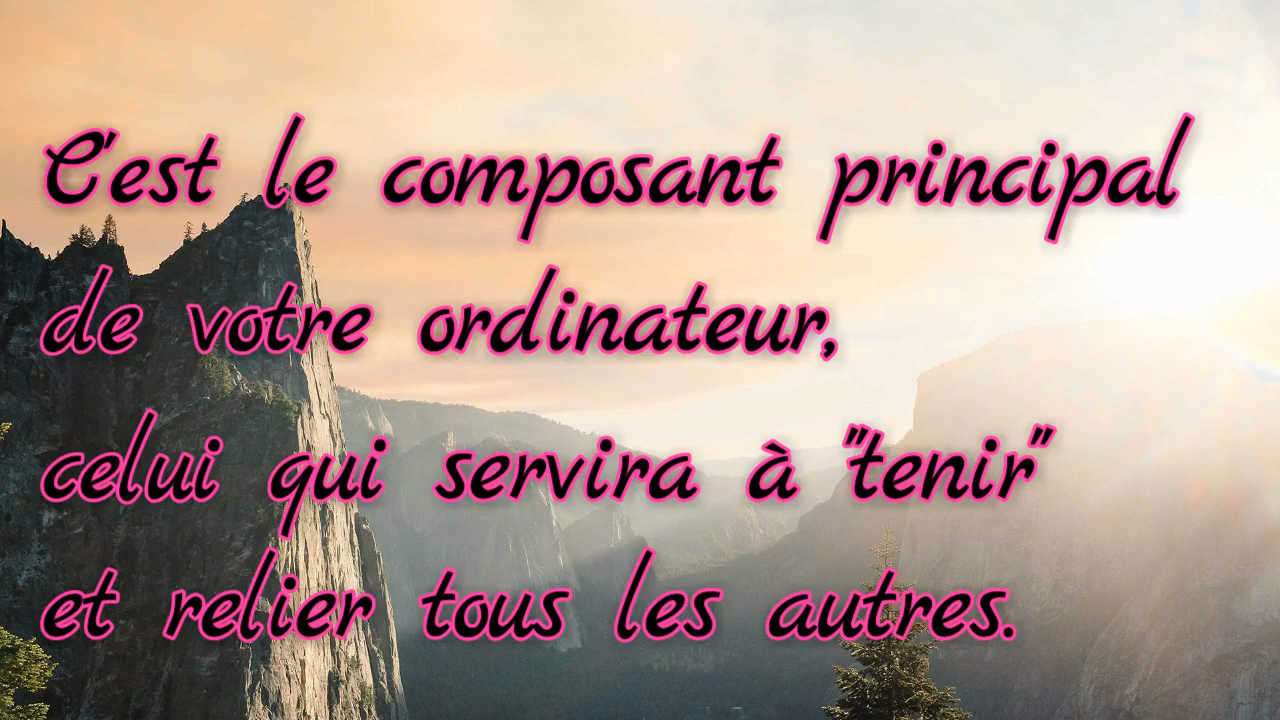 C'est le composant principal
de votre ordinateur,
celui qui servira à "tenir"
et relier tous les autres.